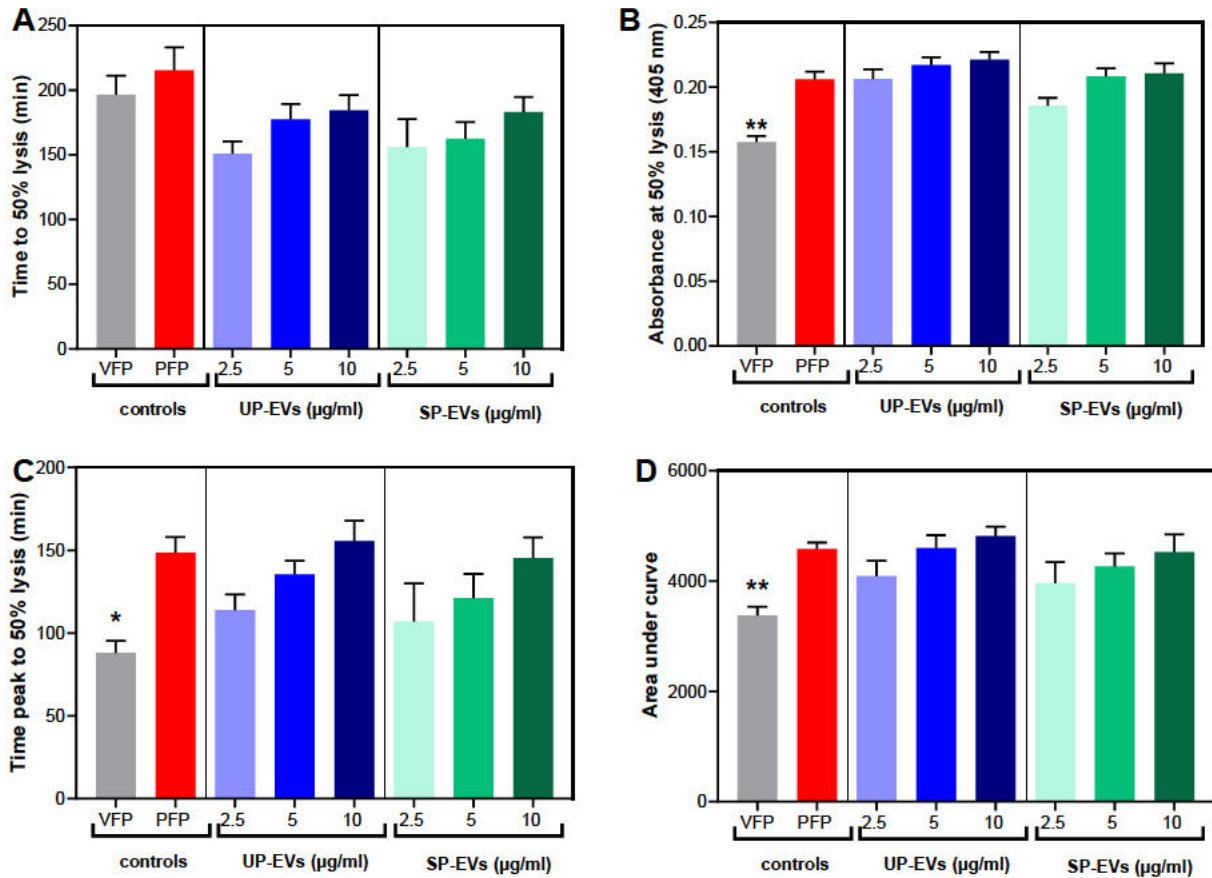 A
Time to 50% lysis (min)
250
200
150
100
50
0
VFP PFP 2.5 5 10 2.5 5 10
controls UP-EVs (µg/ml) SP-EVs (µg/ml)
B
Absorbance at 50% lysis (405 nm)
0.25
0.20
0.15
0.10
0.05
0.00
**
VFP PFP 2.5 5 10 2.5 5 10
controls UP-EVs (µg/ml) SP-EVs (µg/ml)
C
Time peak to 50% lysis (min)
200
150
100
50
0
*
VFP PFP 2.5 5 10 2.5 5 10
controls UP-EVs (µg/ml) SP-EVs (µg/ml)
D
Area under curve
6000
4000
2000
0
**
VFP PFP 2.5 5 10 2.5 5 10
controls UP-EVs (µg/ml) SP-EVs (µg/ml)